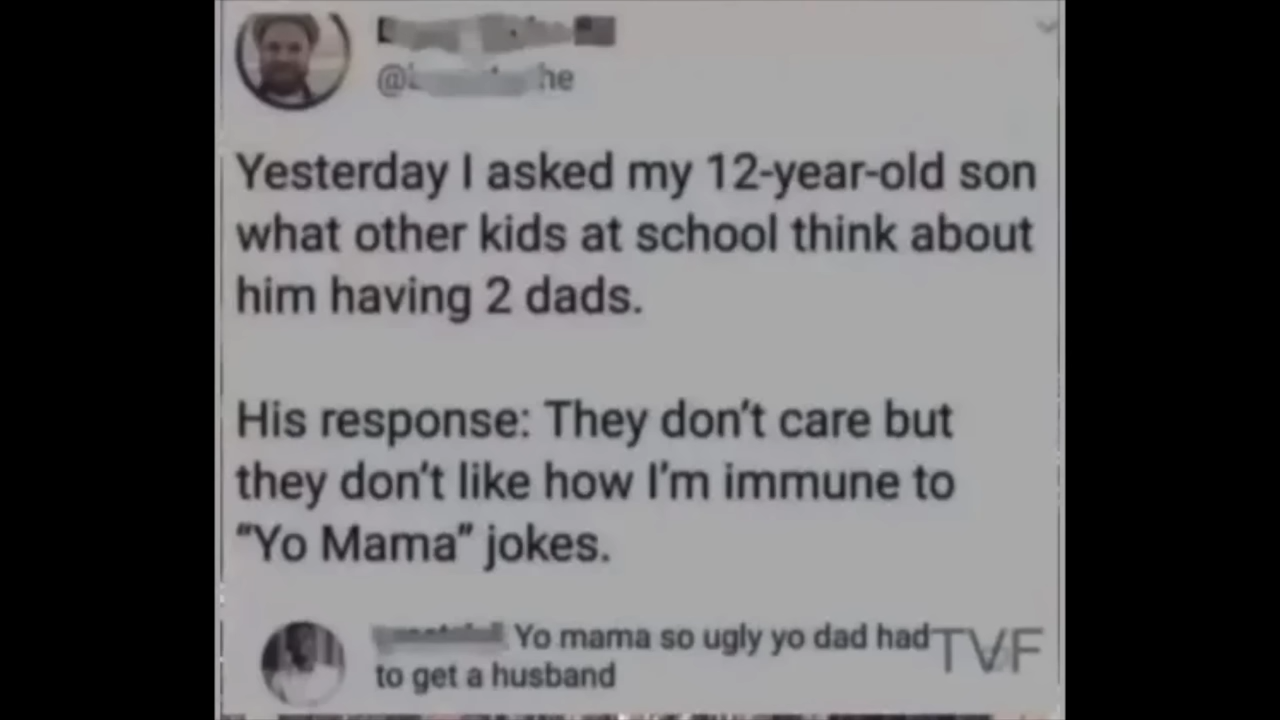 Yesterday I asked my 12-year-old son
what other kids at school think about
him having 2 dads.
His response: They don't care but
they don't like how I'm immune to
"Yo Mama" jokes.
Yo mama so ugly yo dad had
to get a husband
TVF